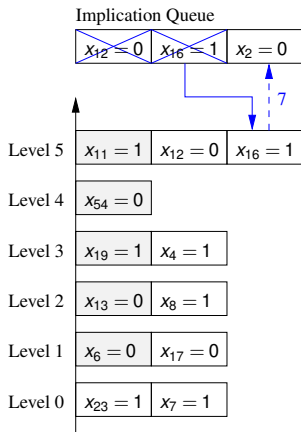 Implication Queue
x12 = 0 x16 = 1 x2 = 0
7
Level 5 x11 = 1 x12 = 0 x16 = 1
Level 4 x54 = 0
Level 3 x19 = 1 x4 = 1
Level 2 x13 = 0 x8 = 1
Level 1 x6 = 0 x17 = 0
Level 0 x23 = 1 x7 = 1